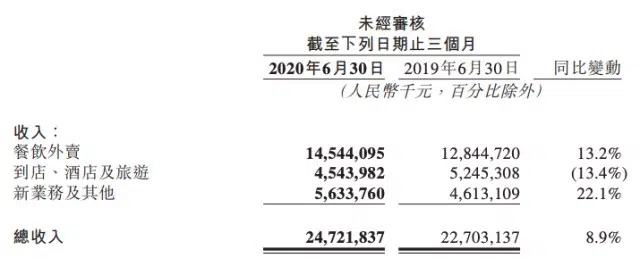 未經審核
截至下列日期止三個月
2020年6月30日 2019年6月30日 同比變動
(人民幣千元，百分比除外)
收入：
餐飲外賣 14,544,095 12,844,720 13.2%
到店、酒店及旅遊 4,543,982 5,245,308 (13.4%)
新業務及其他 5,633,760 4,613,109 22.1%
總收入 24,721,837 22,703,137 8.9%